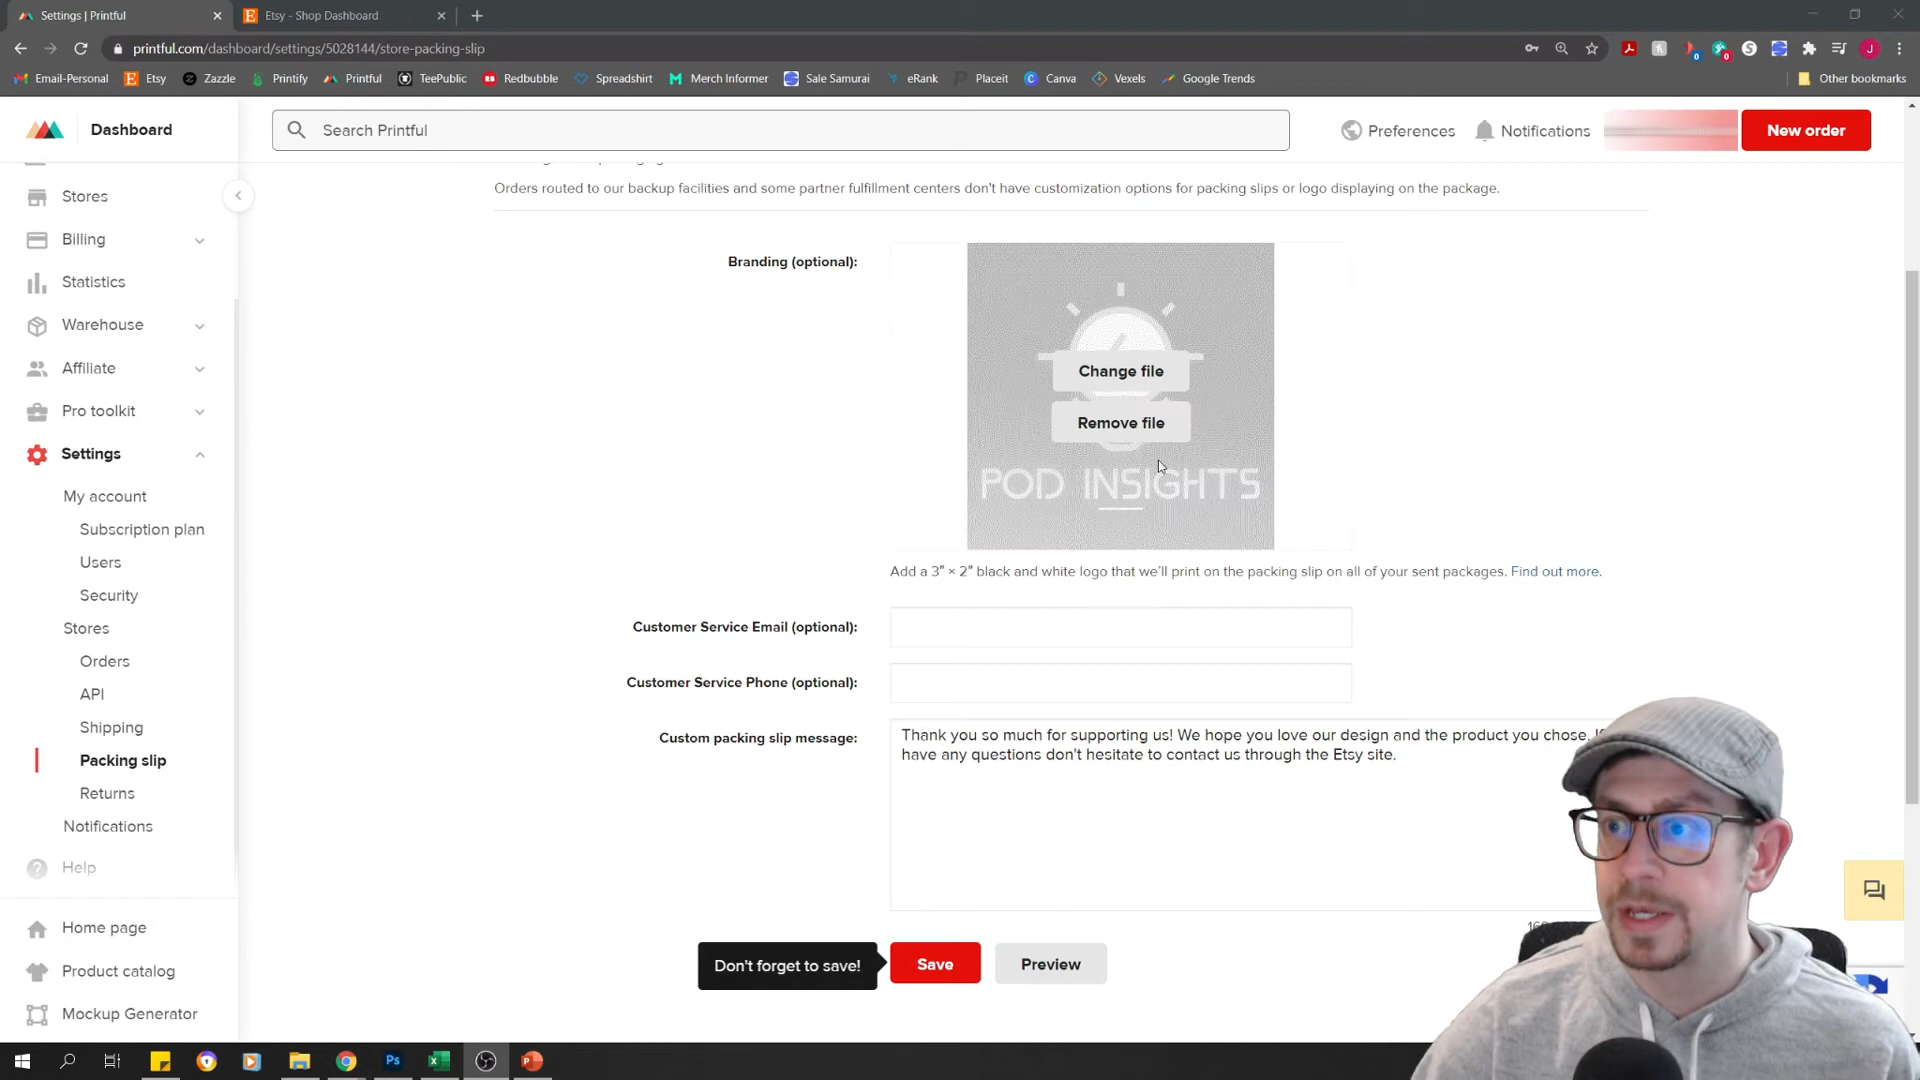 Settings | Printful
Etsy - Shop Dashboard
printful.com/dashboard/settings/5028144/store-packing-slip
Email-Personal
Etsy
Zazzle
Printify
Printful
TeePublic
Redbubble
Spreadshirt
Merch Informer
Sale Samurai
eRank
Placeit
Canva
Vexels
Google Trends
Other bookmarks
Dashboard
Search Printful
Preferences
Notifications
New order
Stores
Billing
Statistics
Warehouse
Affiliate
Pro toolkit
Settings
My account
Subscription plan
Users
Security
Stores
Orders
API
Shipping
Packing slip
Returns
Notifications
Help
Home page
Product catalog
Mockup Generator
Orders routed to our backup facilities and some partner fulfillment centers don't have customization options for packing slips or logo displaying on the package.
Branding (optional):
Change file
Remove file
POD INSIGHTS
Add a 3″ × 2″ black and white logo that we'll print on the packing slip on all of your sent packages. Find out more.
Customer Service Email (optional):
Customer Service Phone (optional):
Custom packing slip message:
Thank you so much for supporting us! We hope you love our design and the product you chose.
have any questions don't hesitate to contact us through the Etsy site.
Don't forget to save!
Save
Preview